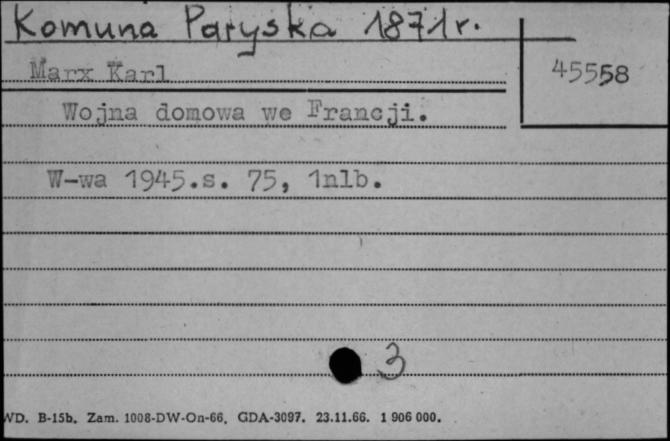 Komuna Paryska 1871r.
Marx Karl
45558
Wojna domowa we Francji.
W-wa 1945.s. 75, 1nlb.
3
WD. B-15b. Zam. 1008-DW-On-66. GDA-3097. 23.11.66. 1 906 000.